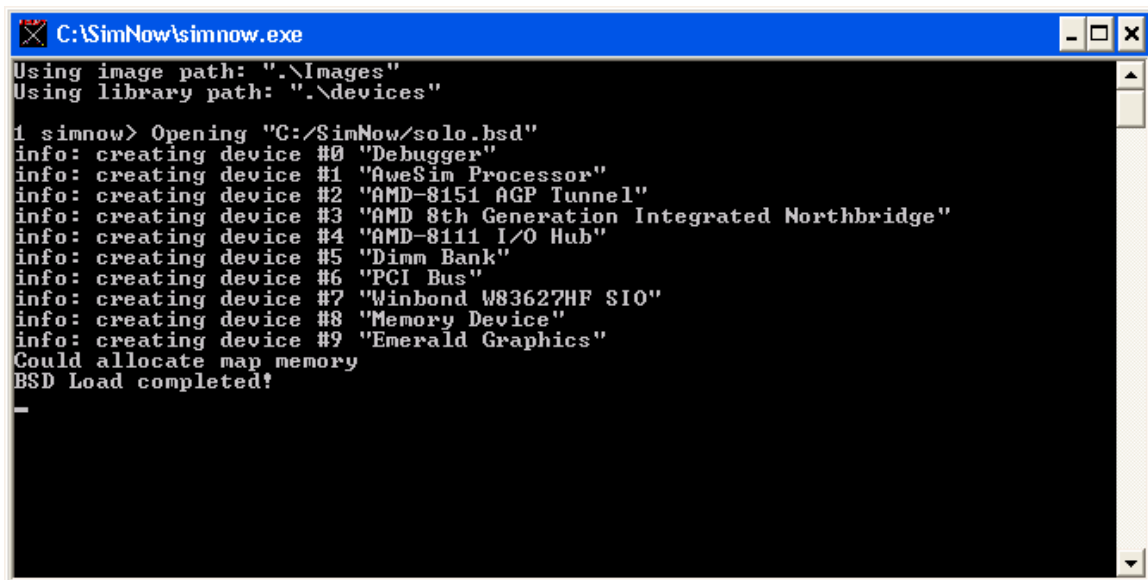 C:\SimNow\simnow.exe
Using image path: ".\Images"
Using library path: ".\devices"
1 simnow> Opening "C:/SimNow/solo.bsd"
info: creating device #0 "Debugger"
info: creating device #1 "AweSim Processor"
info: creating device #2 "AMD-8151 AGP Tunnel"
info: creating device #3 "AMD 8th Generation Integrated Northbridge"
info: creating device #4 "AMD-8111 I/O Hub"
info: creating device #5 "Dimm Bank"
info: creating device #6 "PCI Bus"
info: creating device #7 "Winbond W83627HF SIO"
info: creating device #8 "Memory Device"
info: creating device #9 "Emerald Graphics"
Could allocate map memory
BSD Load completed!